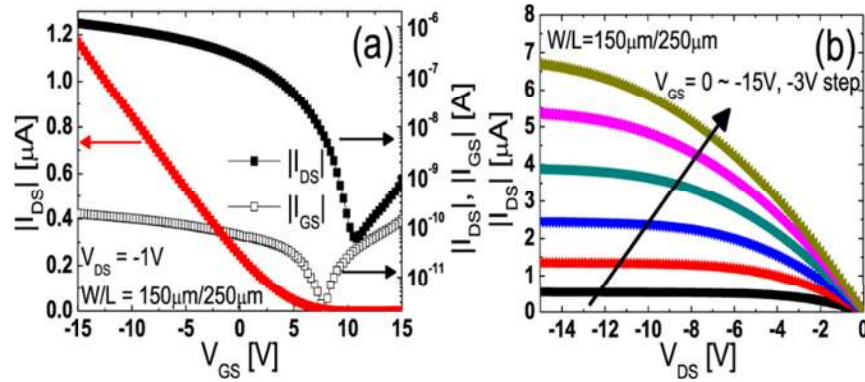 (a)
1.2
1.0
0.8
0.6
0.4
0.2
0.0
|I_DS| [μA]
||I_DS|
||I_GS|
V_DS = -1V
W/L = 150μm/250μm
10^-6
10^-7
10^-8
10^-9
10^-10
10^-11
|I_DS|, ||I_GS| [A]
-15 -10 -5 0 5 10 15
V_GS [V]
(b)
W/L=150μm/250μm
V_GS = 0 ~ -15V, -3V step
8
7
6
5
4
3
2
1
0
||I_DS| [μA]
-14 -12 -10 -8 -6 -4 -2 0
V_DS [V]